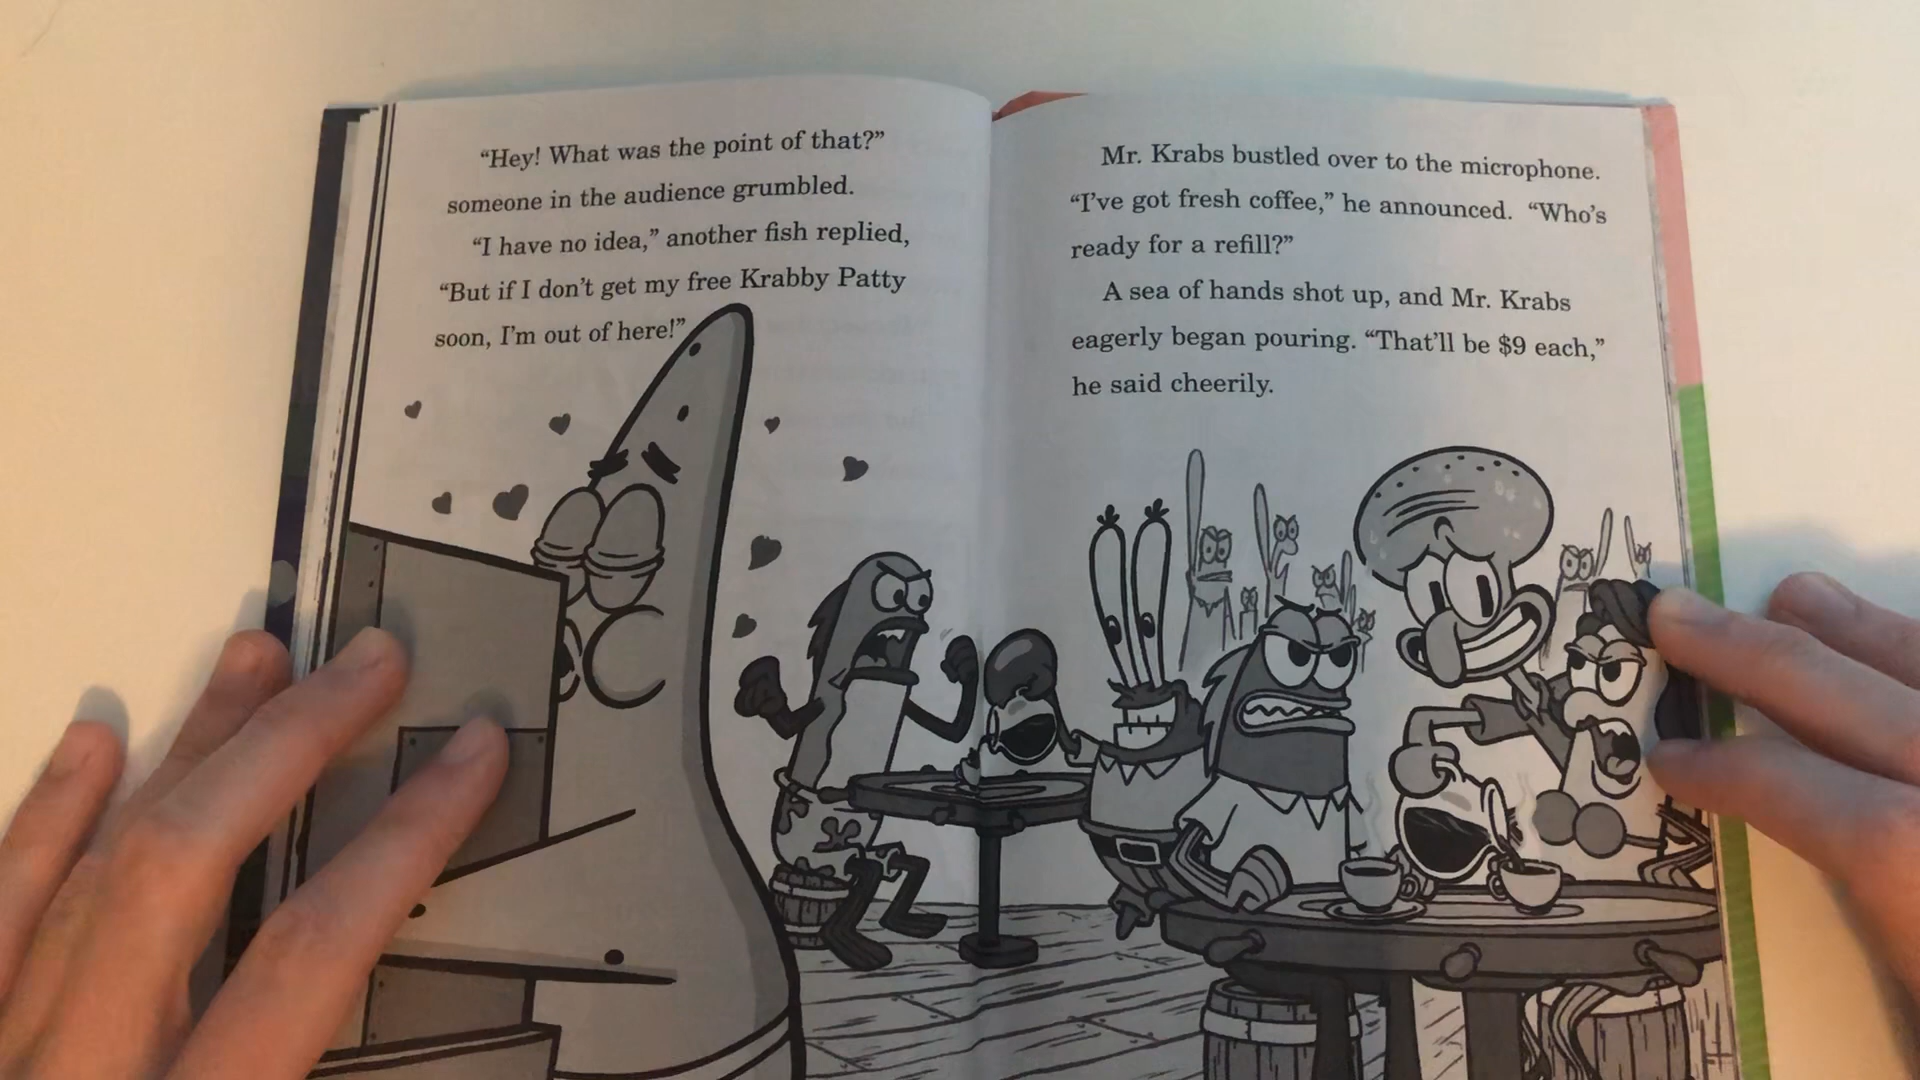 “Hey! What was the point of that?”
someone in the audience grumbled.
“I have no idea,” another fish replied,
“But if I don’t get my free Krabby Patty
soon, I’m out of here!”
Mr. Krabs bustled over to the microphone.
“I’ve got fresh coffee,” he announced. “Who’s
ready for a refill?”
A sea of hands shot up, and Mr. Krabs
eagerly began pouring. “That’ll be $9 each,”
he said cheerily.